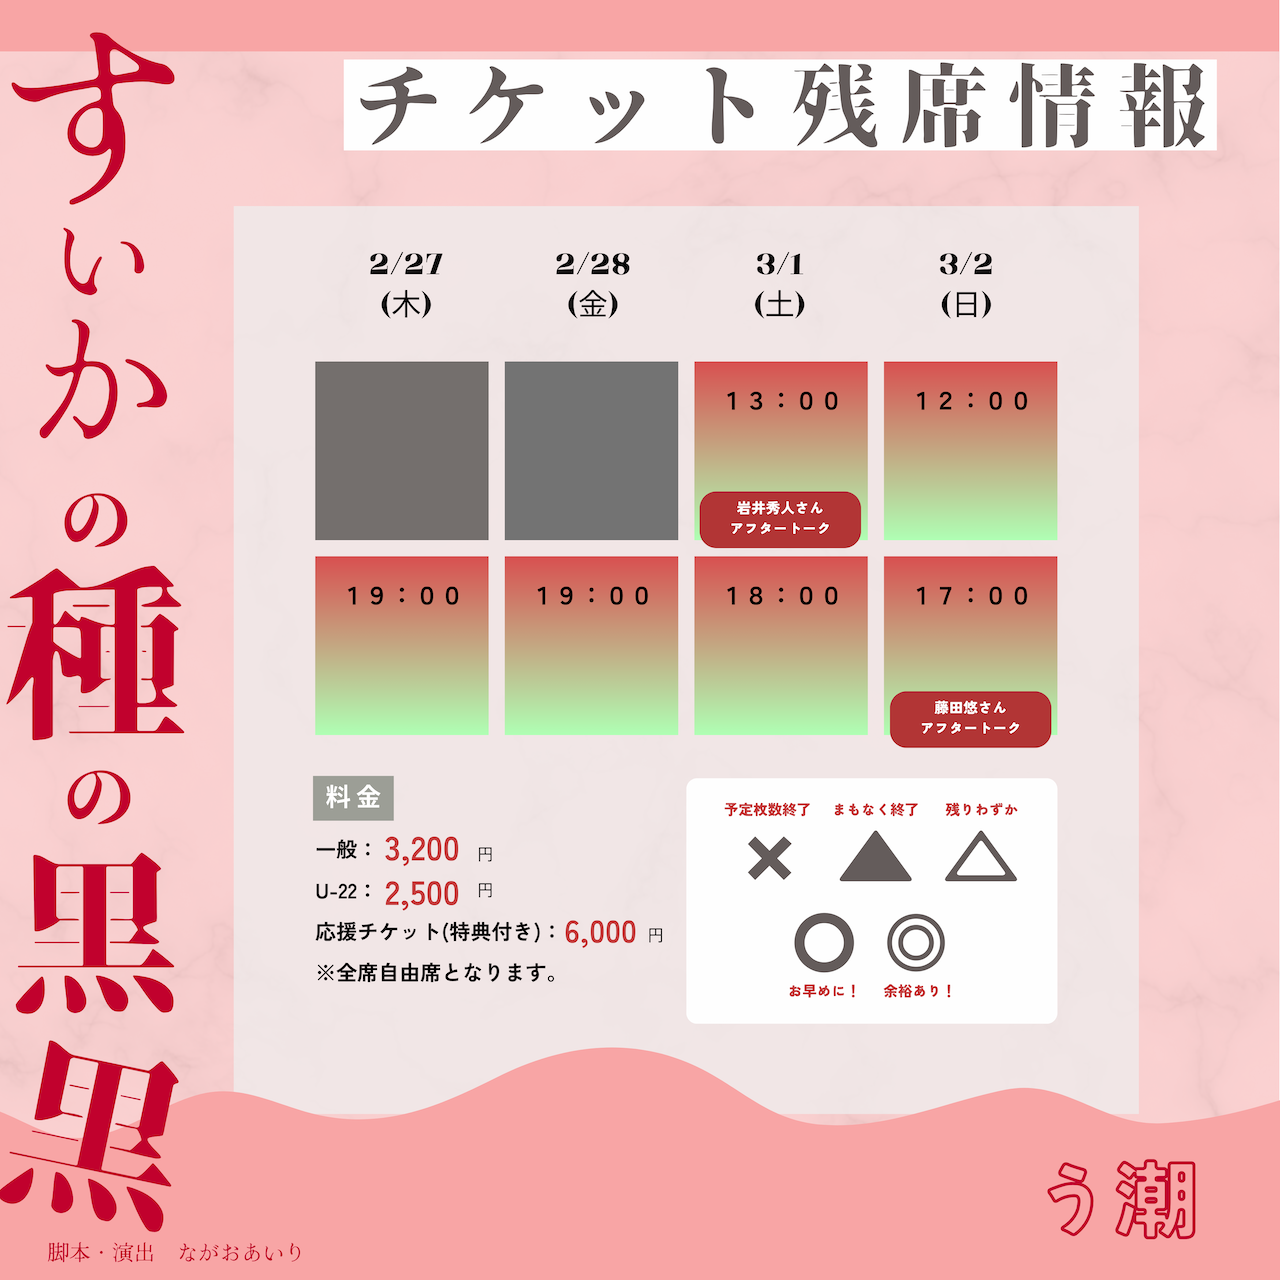 すいかの種の黒黒
チケット残席情報
2/27 2/28 3/1 3/2
(木) (金) (土) (日)
13：00 12：00
岩井秀人さん
アフタートーク
19：00 19：00 18：00 17：00
藤田悠さん
アフタートーク
料金
一般： 3,200 円
U-22： 2,500 円
応援チケット(特典付き)： 6,000 円
※全席自由席となります。
予定枚数終了 まもなく終了 残りわずか
お早めに！ 余裕あり！
う潮
脚本・演出 ながおあいり